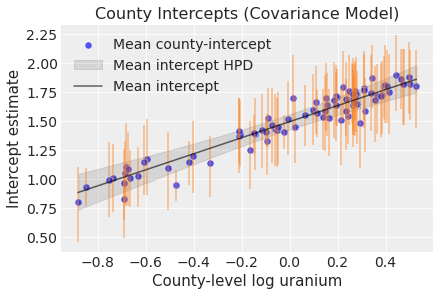 County Intercepts (Covariance Model)
2.25
2.00
1.75
1.50
1.25
1.00
0.75
0.50
Intercept estimate
Mean county-intercept
Mean intercept HPD
Mean intercept
−0.8 −0.6 −0.4 −0.2 0.0 0.2 0.4
County-level log uranium